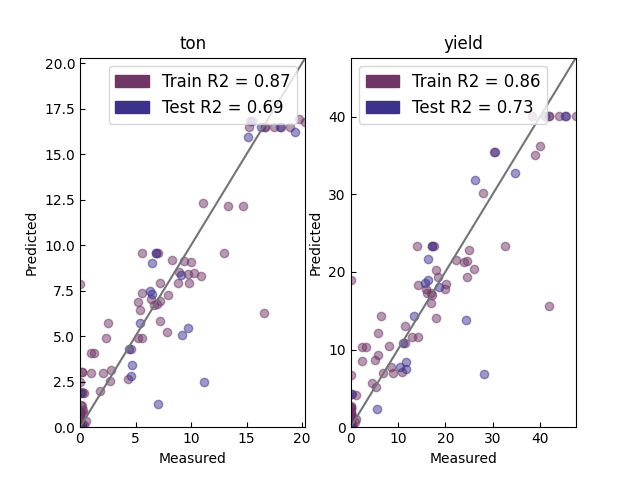 ton
yield
20.0
17.5
15.0
12.5
10.0
7.5
5.0
2.5
0.0
Predicted
Train R2 = 0.87
Test R2 = 0.69
0
5
10
15
20
Measured
40
30
20
10
0
Predicted
Train R2 = 0.86
Test R2 = 0.73
0
10
20
30
40
Measured